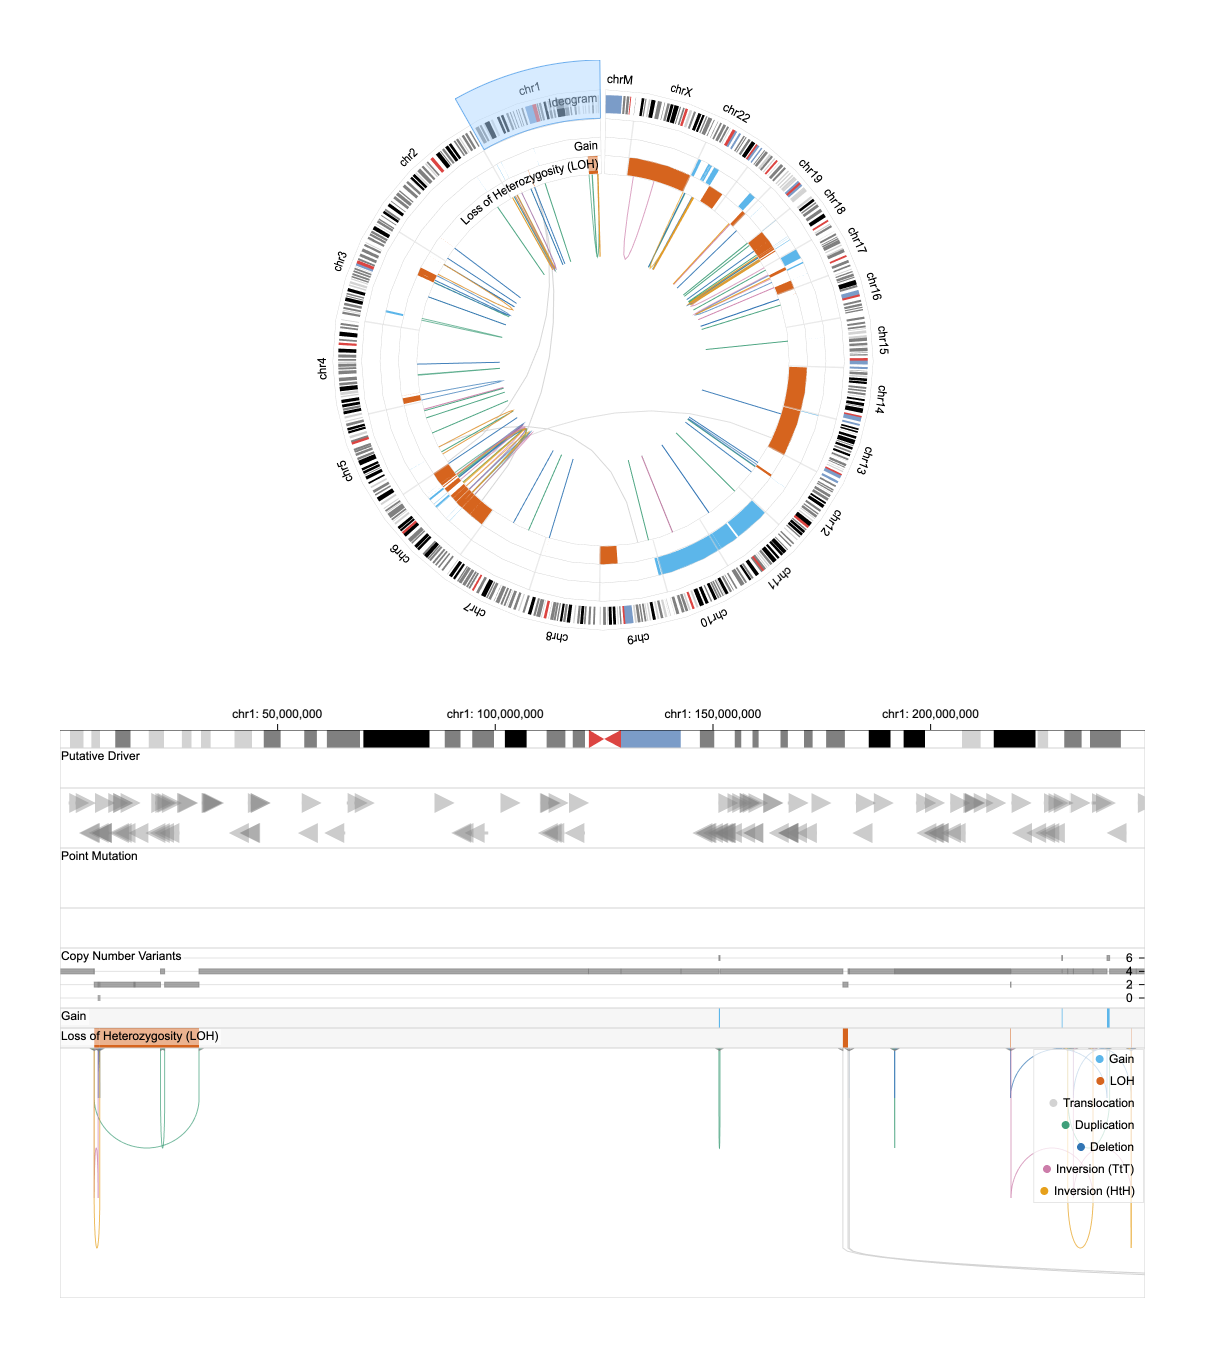 chrM
chrX
chr22
chr19
chr18
chr17
chr16
chr15
chr14
chr13
chr12
chr11
chr10
chr9
chr8
chr7
chr6
chr5
chr4
chr3
chr2
chr1
Ideogram
Gain
Loss of Heterozygosity (LOH)
chr1: 50,000,000
chr1: 100,000,000
chr1: 150,000,000
chr1: 200,000,000
Putative Driver
Point Mutation
Copy Number Variants
6
4
2
0
Gain
Loss of Heterozygosity (LOH)
Gain
LOH
Translocation
Duplication
Deletion
Inversion (TtT)
Inversion (HtH)